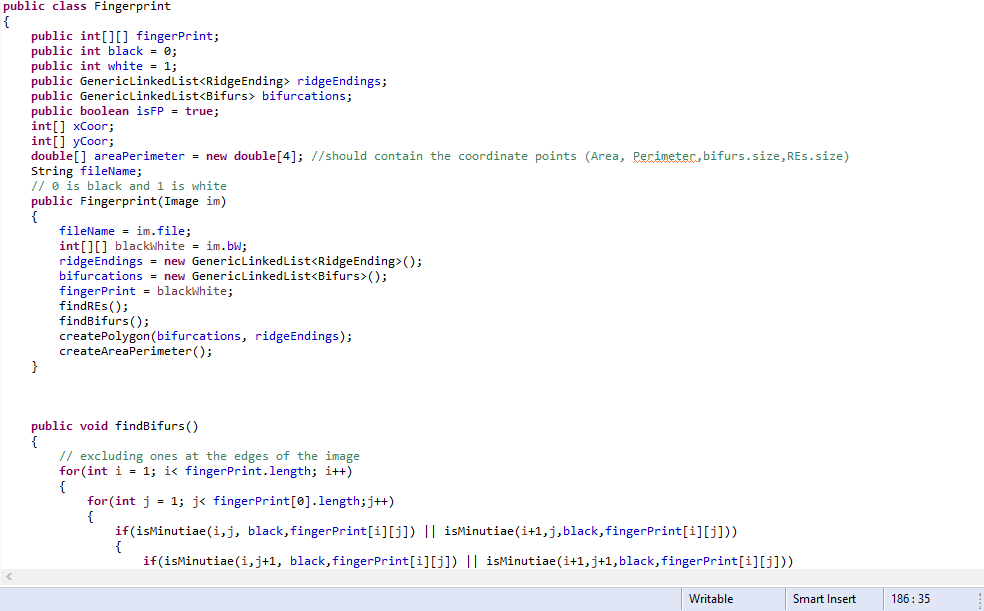 public class Fingerprint
{
    public int[][] fingerPrint;
    public int black = 0;
    public int white = 1;
    public GenericLinkedList<RidgeEnding> ridgeEndings;
    public GenericLinkedList<Bifurs> bifurcations;
    public boolean isFP = true;
    int[] xCoor;
    int[] yCoor;
    double[] areaPerimeter = new double[4]; //should contain the coordinate points (Area, Perimeter,bifurs.size,REs.size)
    String fileName;
    // 0 is black and 1 is white
    public Fingerprint(Image im)
    {
        fileName = im.file;
        int[][] blackWhite = im.bW;
        ridgeEndings = new GenericLinkedList<RidgeEnding>();
        bifurcations = new GenericLinkedList<Bifurs>();
        fingerPrint = blackWhite;
        findREs();
        findBifurs();
        createPolygon(bifurcations, ridgeEndings);
        createAreaPerimeter();
    }
    public void findBifurs()
    {
        // excluding ones at the edges of the image
        for(int i = 1; i< fingerPrint.length; i++)
        {
            for(int j = 1; j< fingerPrint[0].length;j++)
            {
                if(isMinutiae(i,j, black,fingerPrint[i][j]) || isMinutiae(i+1,j,black,fingerPrint[i][j]))
                {
                    if(isMinutiae(i,j+1, black,fingerPrint[i][j]) || isMinutiae(i+1,j+1,black,fingerPrint[i][j]))
Writable Smart Insert 186 : 35